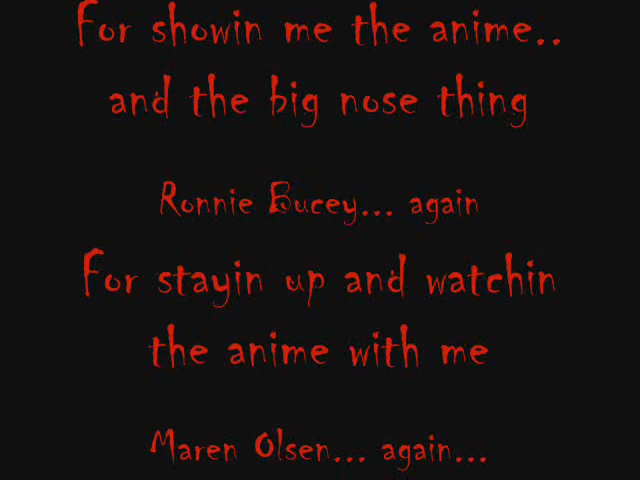 For showin me the anime..
and the big nose thing
Ronnie Bucey... again
For stayin up and watchin
the anime with me
Maren Olsen... again...